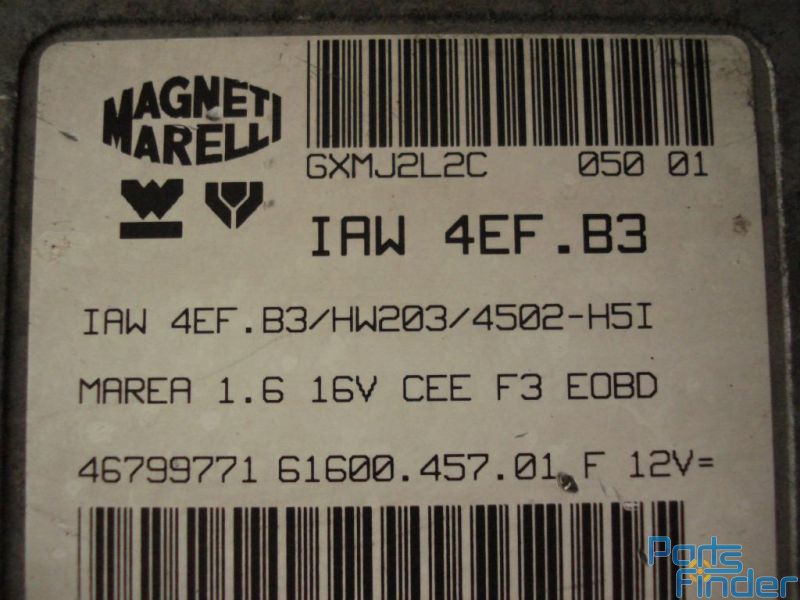 MAGNETI
MARELLI
GXMJ2L2C 050 01
IAW 4EF.B3
IAW 4EF.B3/HW203/4502-H5I
MAREA 1.6 16V CEE F3 EOBD
46799771 61600.457.01 F 12V=
Parts
Finder